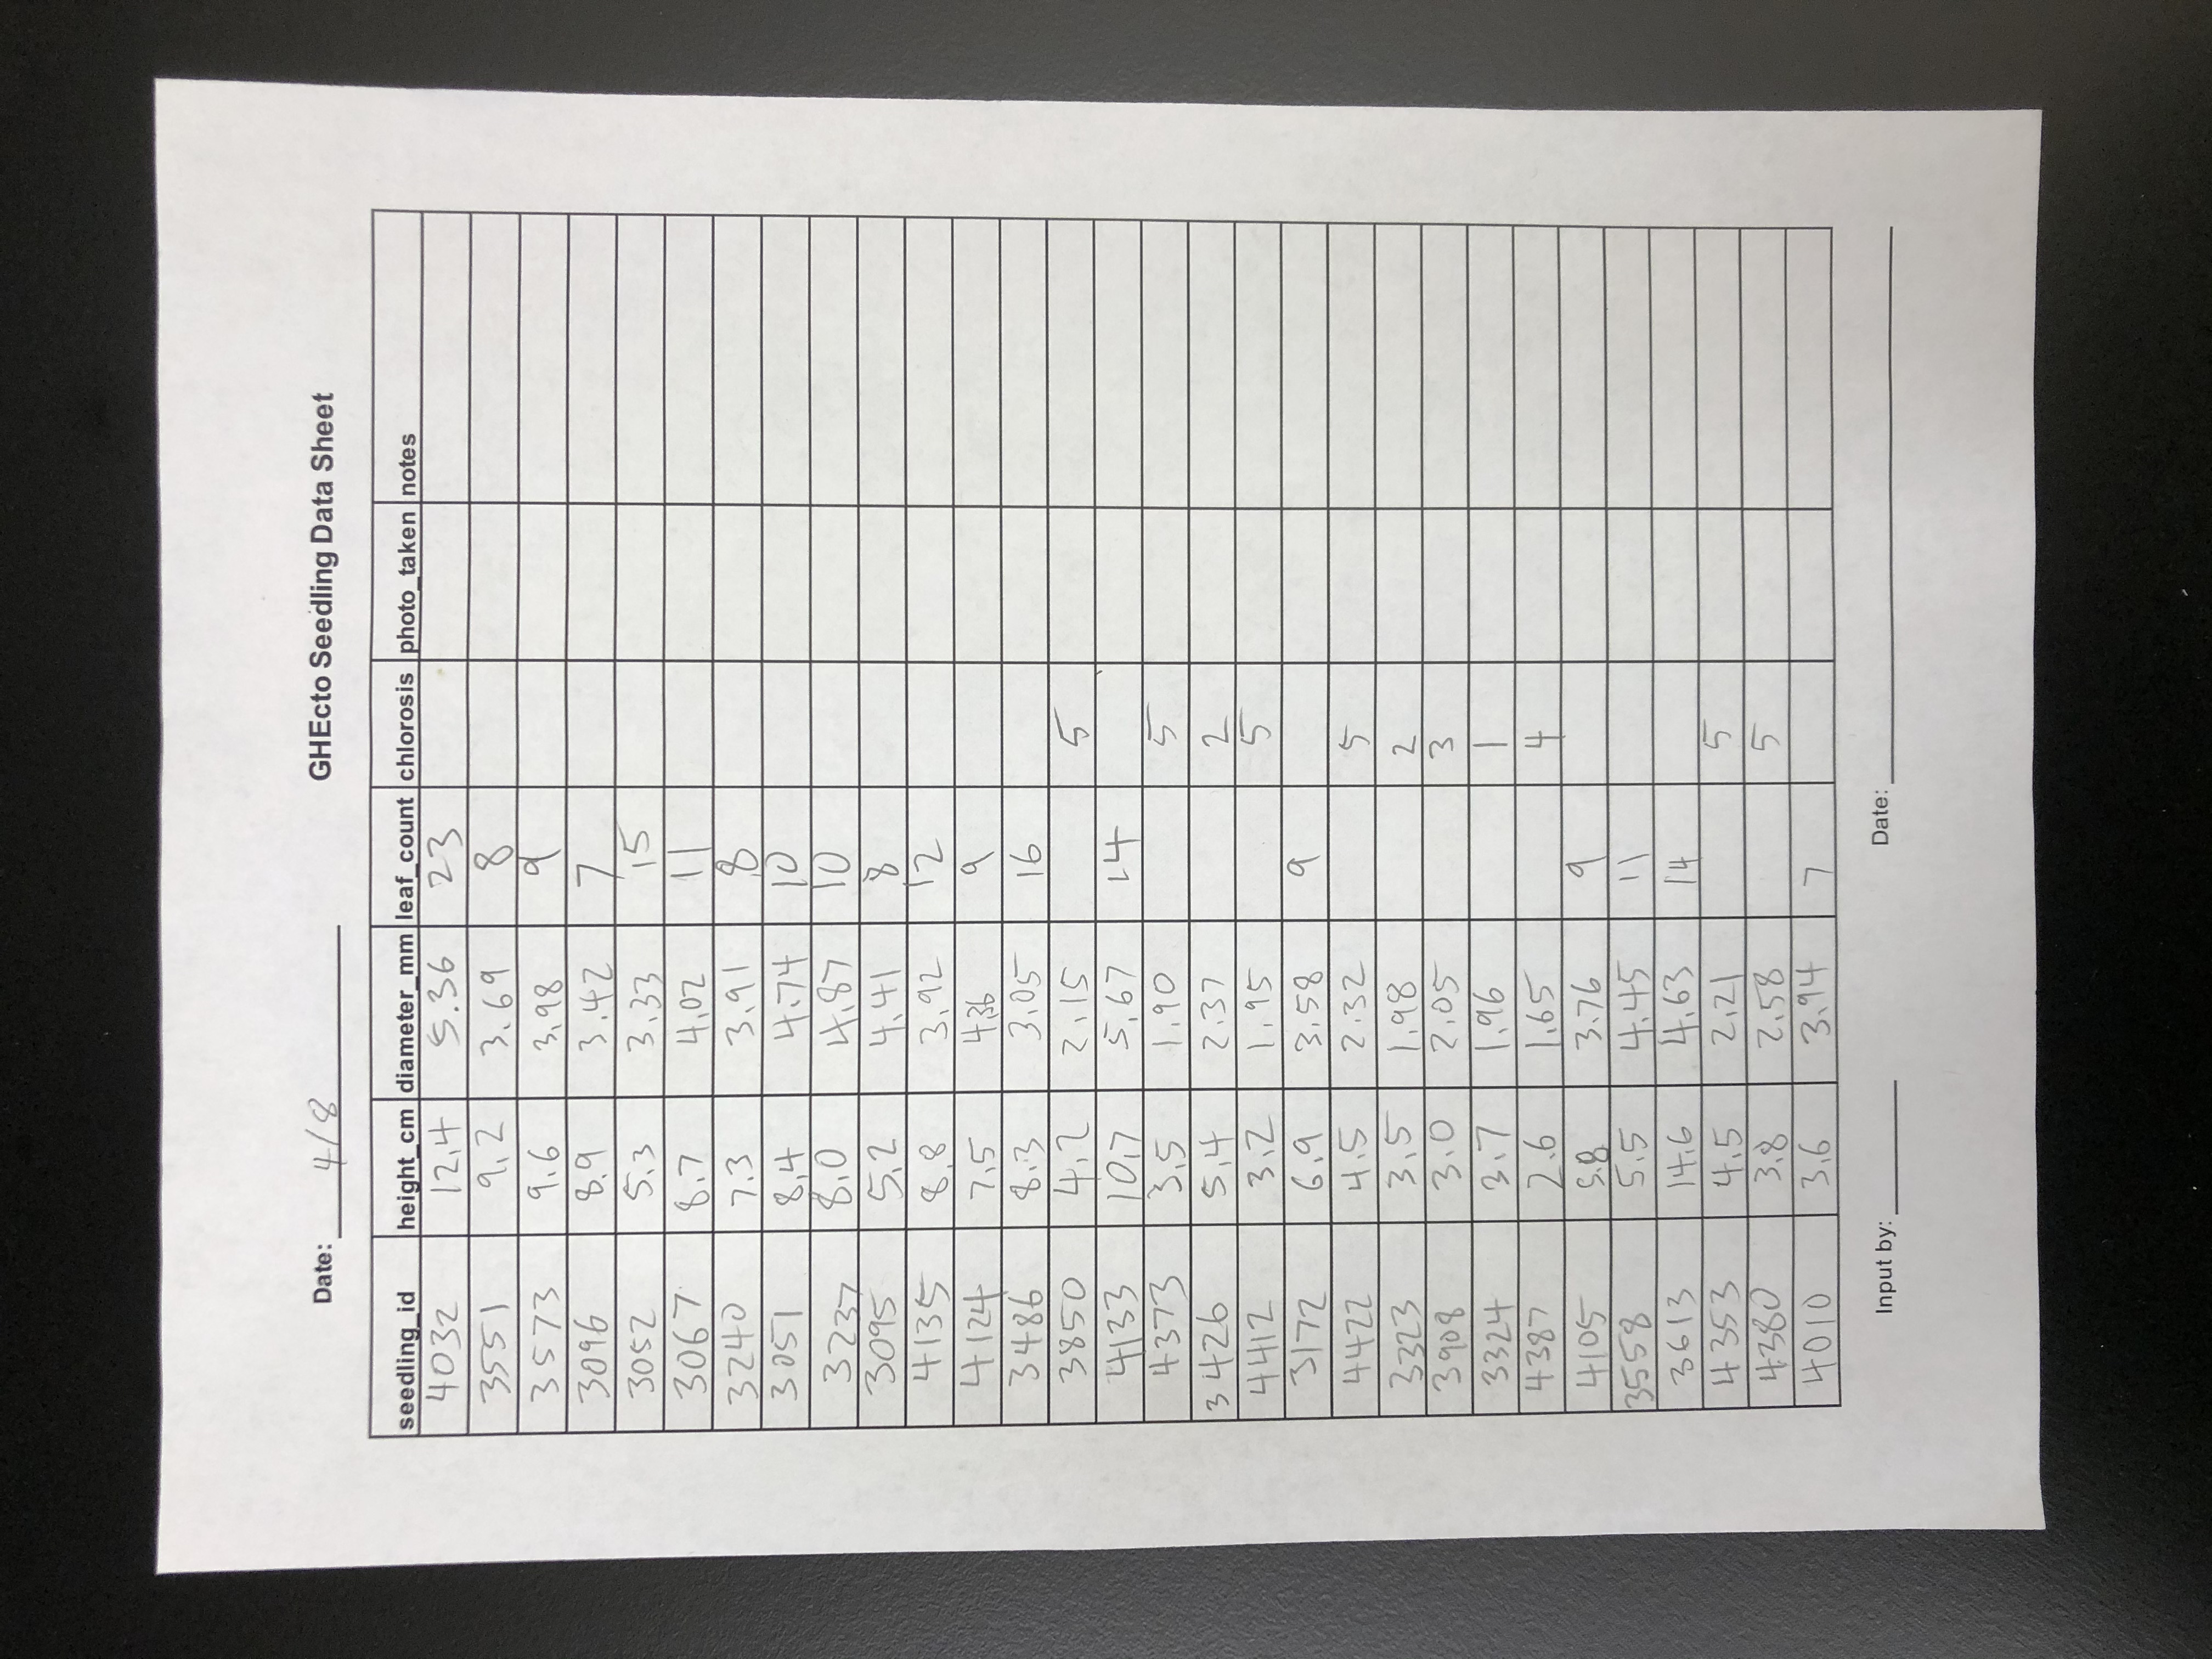 Date: 4/8 GHEcto Seedling Data Sheet
seedling_id height_cm diameter_mm leaf_count chlorosis photo_taken notes
4032 12.4 5.36 23
3551 9.2 3.69 8
3573 9.6 3.98 9
3096 8.9 3.42 7
3052 5.3 3.33 15
3067 8.7 4.02 11
3240 7.3 3.91 8
3051 8.4 4.74 10
3237 8.0 4.87 10
3095 5.2 4.41 8
4135 8.8 3.92 12
4124 7.5 4.36 9
3486 8.3 3.05 16
3850 4.2 2.15 5
4133 10.7 5.67 14
4373 3.5 1.90 5
3426 5.4 2.37 2
4412 3.2 1.95 5
3172 6.9 3.58 9
4422 4.5 2.32 5
3323 3.5 1.98 2
3908 3.0 2.05 3
3324 3.7 1.96 1
4387 2.6 1.65 4
4105 5.8 3.76 9
3558 5.5 4.45 11
3613 14.6 4.63 14
4353 4.5 2.21 5
4380 3.8 2.58 5
4010 3.6 3.94 7
Input by: Date: